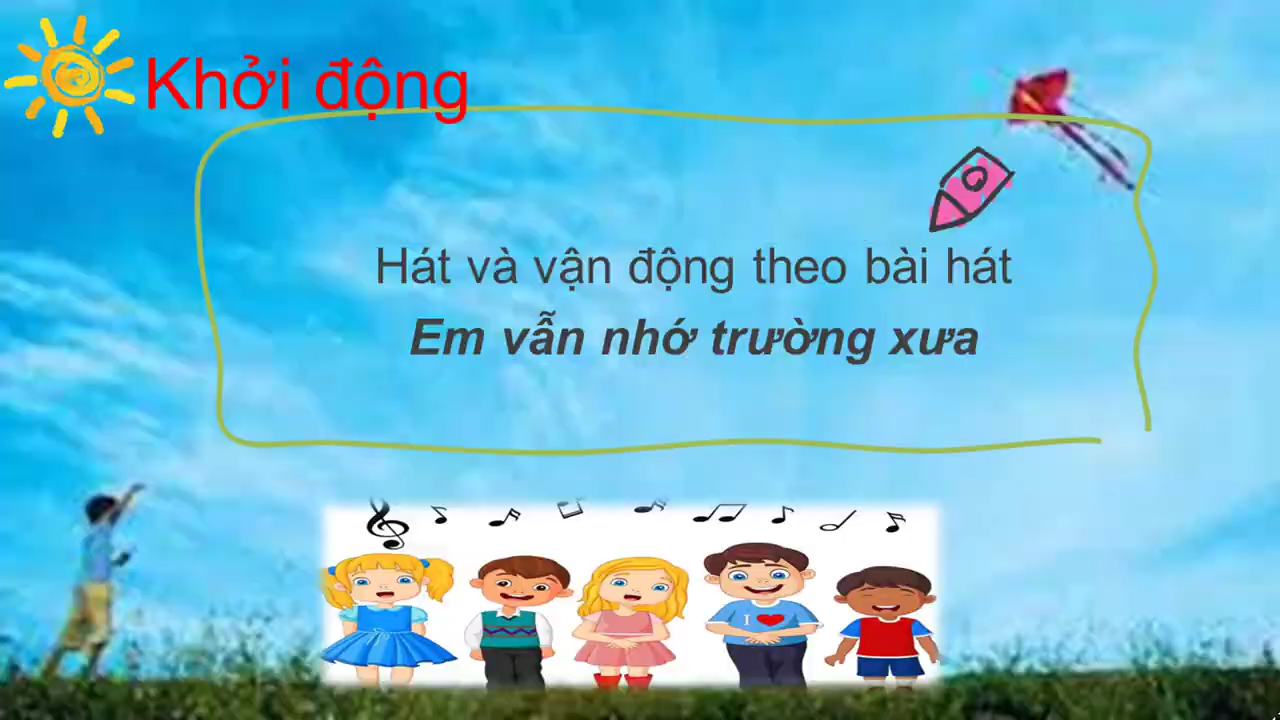 Khởi động
Hát và vận động theo bài hát
Em vẫn nhớ trường xưa
I